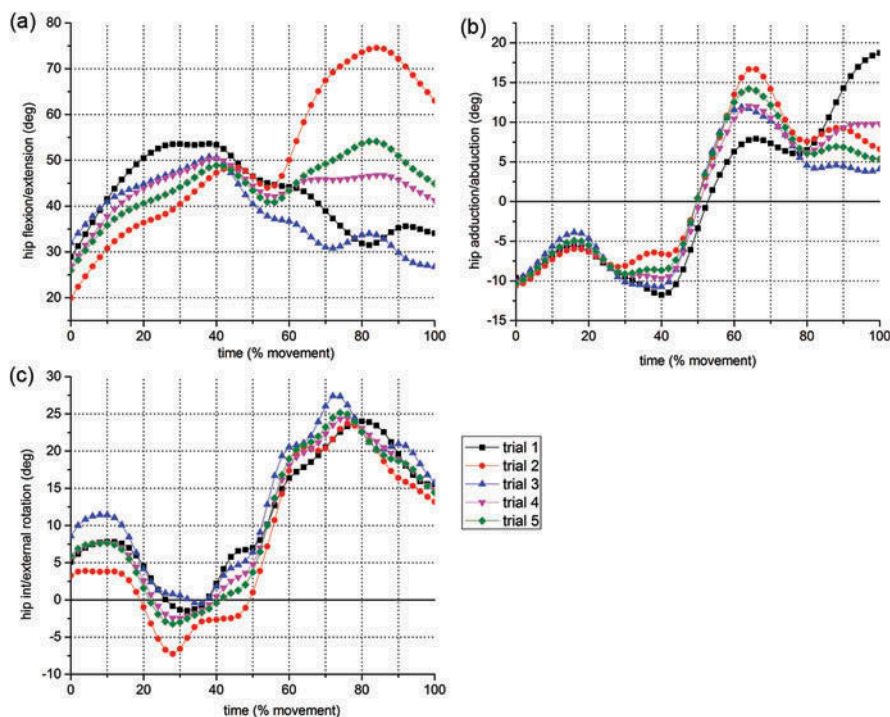 (a)
80
70
60
50
40
30
20
hip flexion/extension (deg)
0 20 40 60 80 100
time (% movement)
(b)
20
15
10
5
0
-5
-10
-15
hip adduction/abduction (deg)
0 20 40 60 80 100
time (% movement)
(c)
30
25
20
15
10
5
0
-5
-10
hip int/external rotation (deg)
0 20 40 60 80 100
time (% movement)
trial 1
trial 2
trial 3
trial 4
trial 5